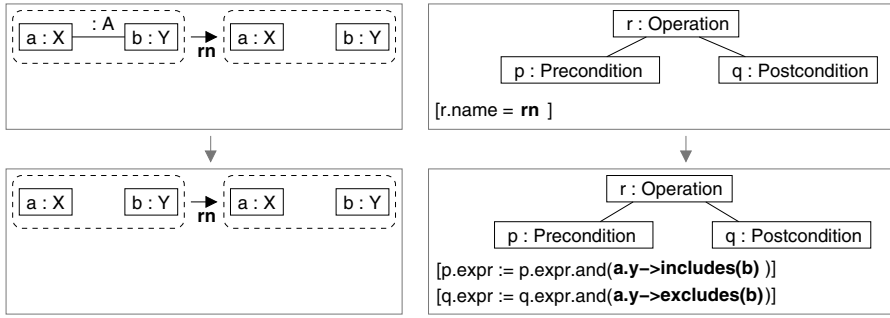 : A
a : X
b : Y
rn
a : X
b : Y
r : Operation
p : Precondition
q : Postcondition
[r.name = rn ]
a : X
b : Y
rn
a : X
b : Y
r : Operation
p : Precondition
q : Postcondition
[p.expr := p.expr.and(a.y−>includes(b) )]
[q.expr := q.expr.and(a.y−>excludes(b))]